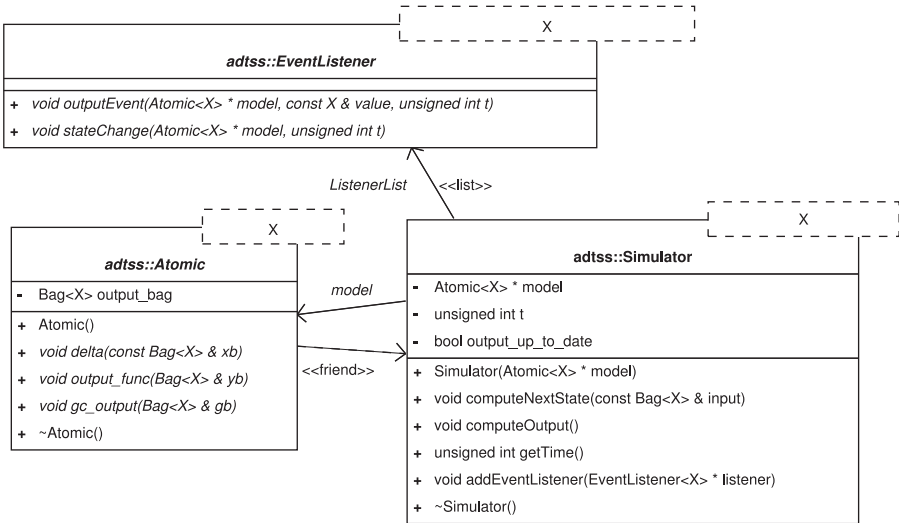 X
adtss::EventListener
+ void outputEvent(Atomic<X> * model, const X & value, unsigned int t)
+ void stateChange(Atomic<X> * model, unsigned int t)
ListenerList
<<list>>
X
adtss::Atomic
- Bag<X> output_bag
+ Atomic()
+ void delta(const Bag<X> & xb)
+ void output_func(Bag<X> & yb)
+ void gc_output(Bag<X> & gb)
+ ~Atomic()
model
<<friend>>
X
adtss::Simulator
- Atomic<X> * model
- unsigned int t
- bool output_up_to_date
+ Simulator(Atomic<X> * model)
+ void computeNextState(const Bag<X> & input)
+ void computeOutput()
+ unsigned int getTime()
+ void addEventListener(EventListener<X> * listener)
+ ~Simulator()